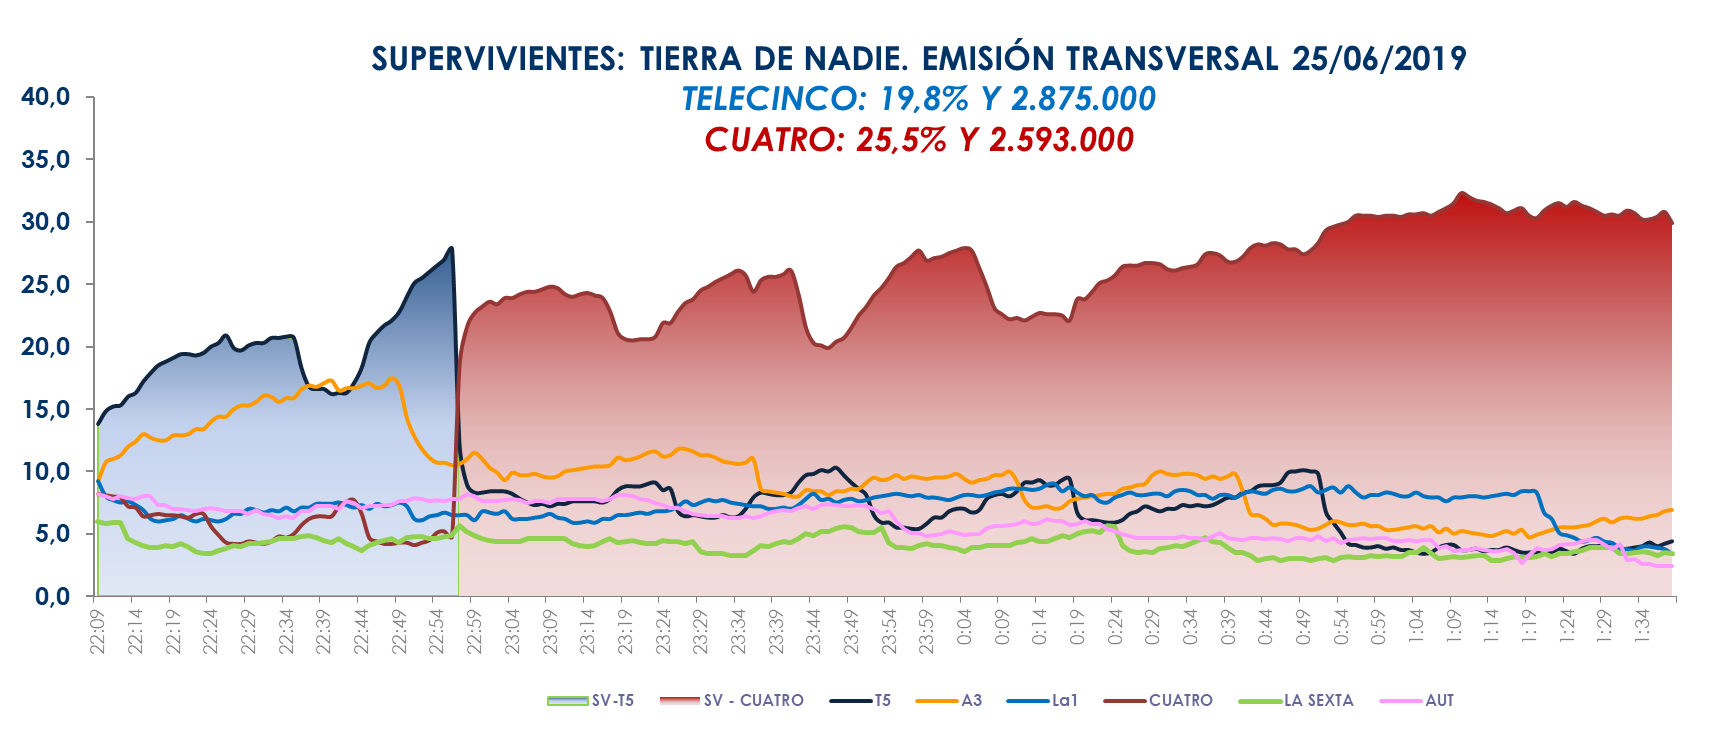 SUPERVIVIENTES: TIERRA DE NADIE. EMISIÓN TRANSVERSAL 25/06/2019
TELECINCO: 19,8% Y 2.875.000
CUATRO: 25,5% Y 2.593.000
40,0
35,0
30,0
25,0
20,0
15,0
10,0
5,0
0,0
22:09 22:14 22:19 22:24 22:29 22:34 22:39 22:44 22:49 22:54 22:59 23:04 23:09 23:14 23:19 23:24 23:29 23:34 23:39 23:44 23:49 23:54 23:59 0:04 0:09 0:14 0:19 0:24 0:29 0:34 0:39 0:44 0:49 0:54 0:59 1:04 1:09 1:14 1:19 1:24 1:29 1:34
SV-T5 SV - CUATRO T5 A3 La1 CUATRO LA SEXTA AUT